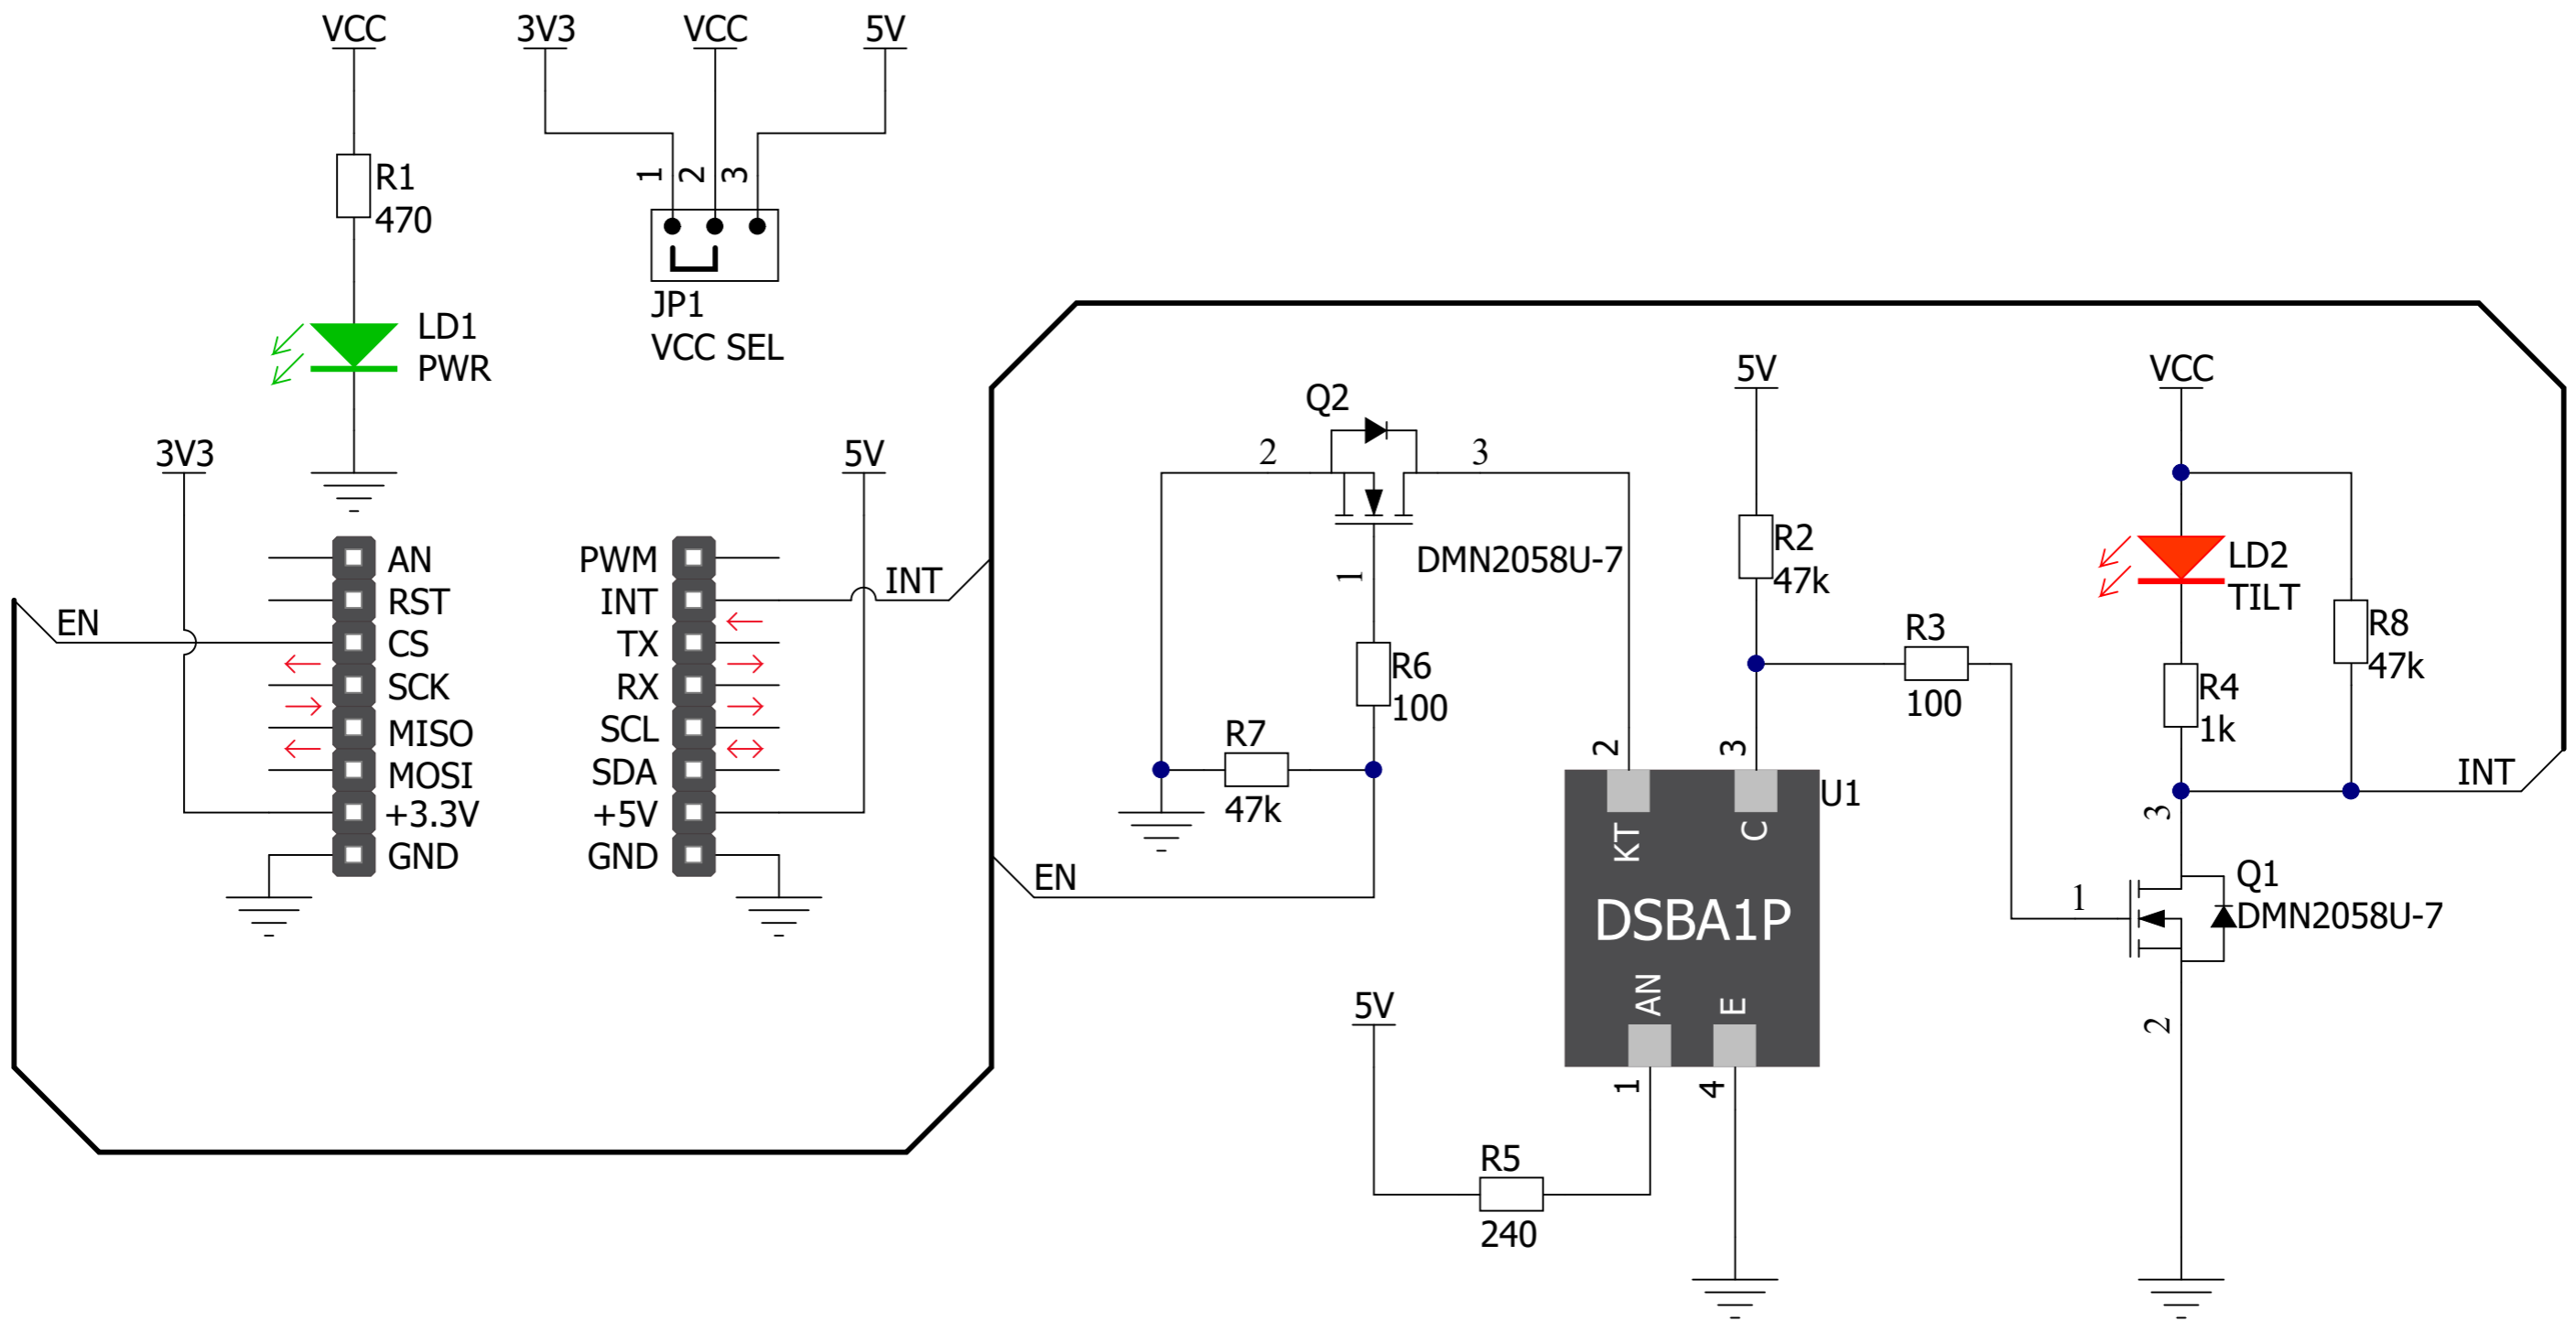 VCC
3V3
VCC
5V
R1
470
1
2
3
JP1
VCC SEL
LD1
PWR
3V3
5V
AN
RST
CS
SCK
MISO
MOSI
+3.3V
GND
EN
PWM
INT
TX
RX
SCL
SDA
+5V
GND
INT
EN
Q2
2
3
1
DMN2058U-7
R6
100
R7
47k
5V
R2
47k
R3
100
2
3
U1
KT
C
DSBA1P
AN
E
1
4
5V
R5
240
VCC
LD2
TILT
R8
47k
R4
1k
INT
3
1
Q1
DMN2058U-7
2